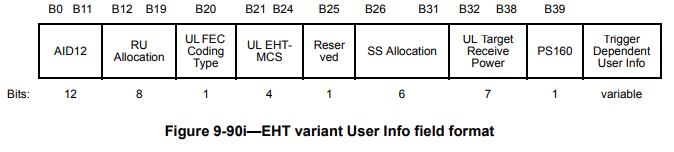 B0 B11 B12 B19 B20 B21 B24 B25 B26 B31 B32 B38 B39
AID12 RU Allocation UL FEC Coding Type UL EHT-MCS Reser ved SS Allocation UL Target Receive Power PS160 Trigger Dependent User Info
Bits: 12 8 1 4 1 6 7 1 variable
Figure 9-90i—EHT variant User Info field format